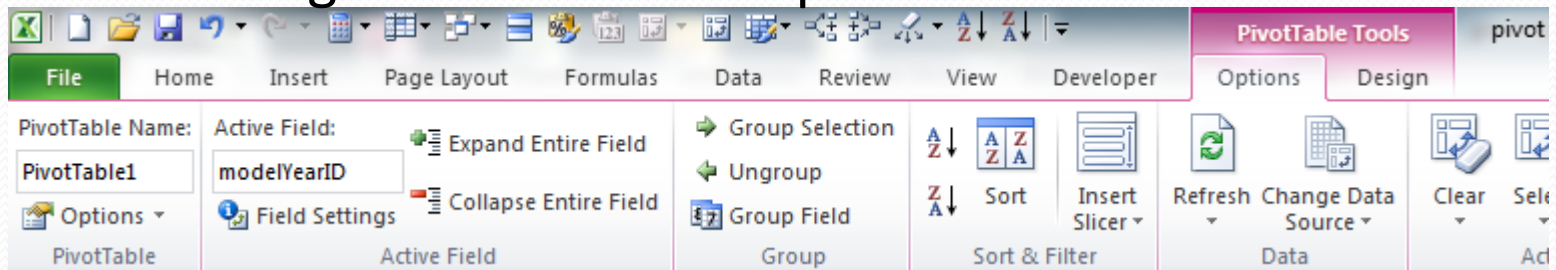 PivotTable Tools pivot
File Home Insert Page Layout Formulas Data Review View Developer Options Design
PivotTable Name:
PivotTable1
Options
PivotTable
Active Field:
modelYearID
Field Settings
Expand Entire Field
Collapse Entire Field
Active Field
Group Selection
Ungroup
Group Field
Group
Sort
Insert
Slicer
Sort & Filter
Refresh
Change Data
Source
Data
Clear
Sele
Act